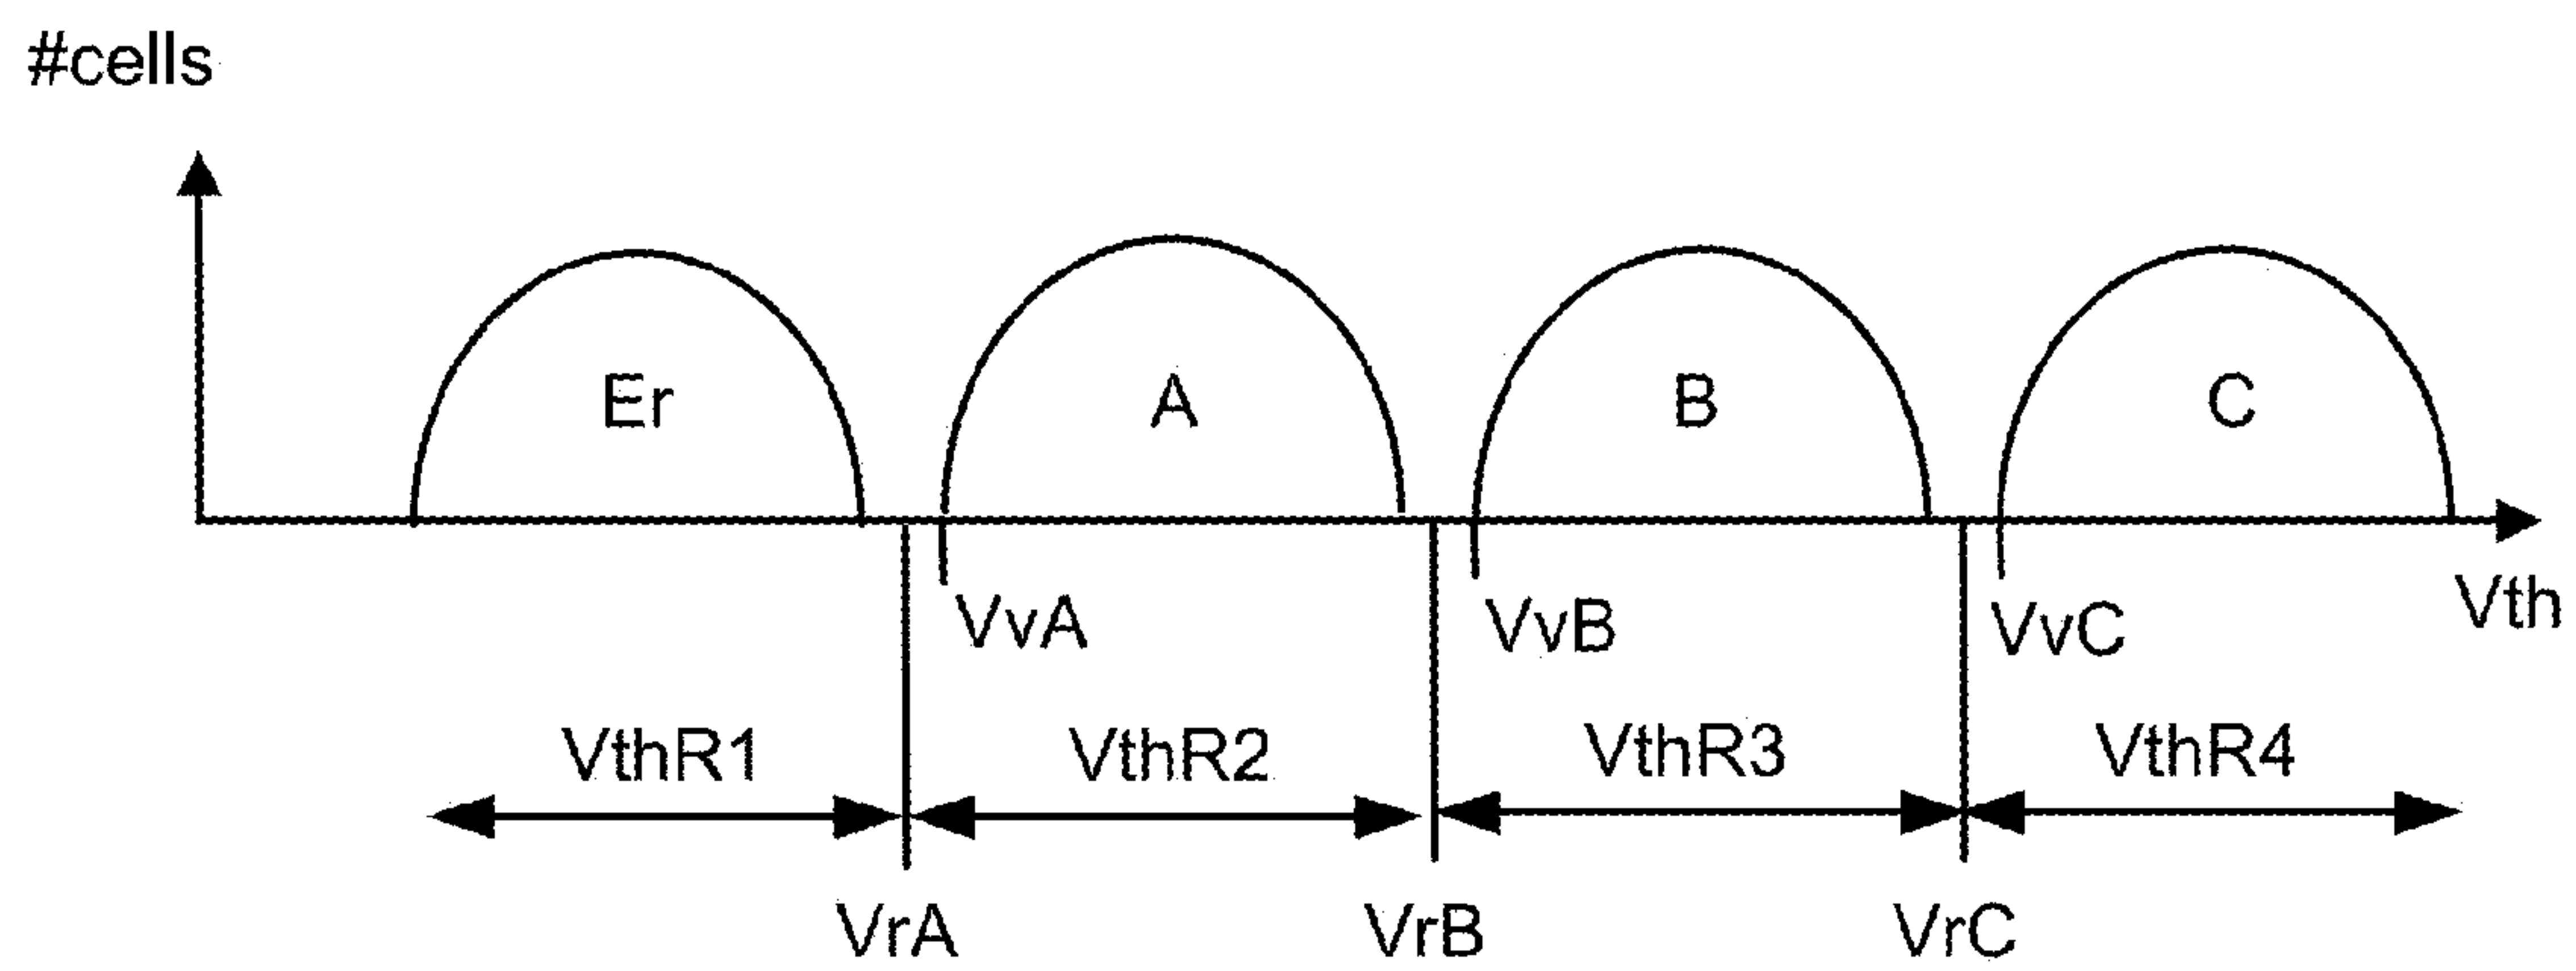 #cells
Er A B C
VvA VvB VvC Vth
VthR1 VthR2 VthR3 VthR4
VrA VrB VrC